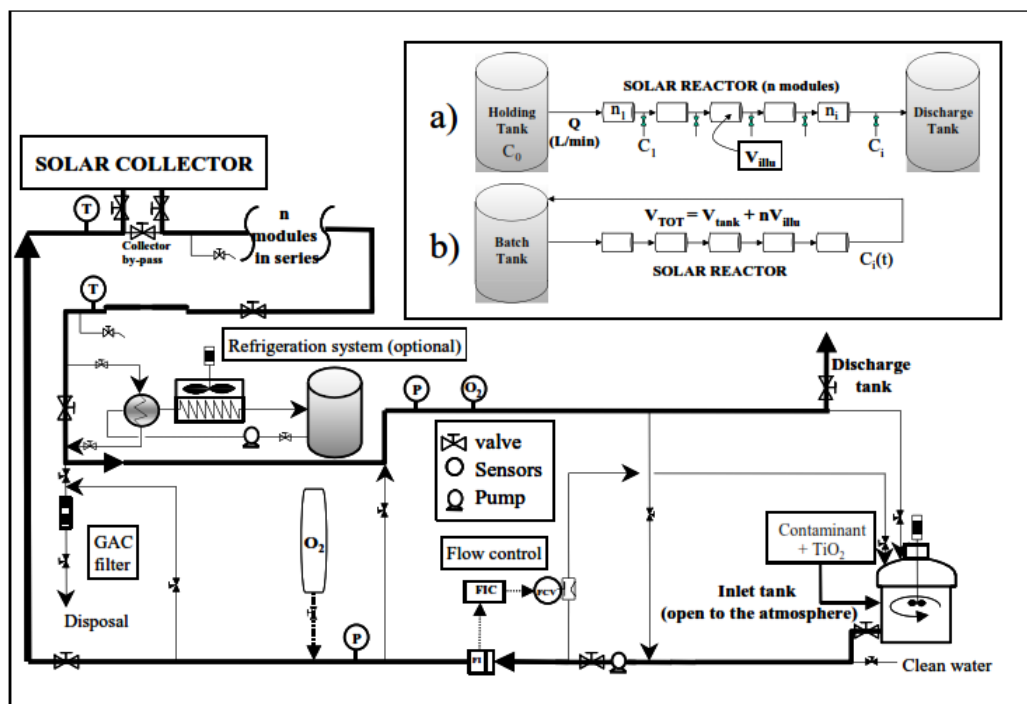 SOLAR REACTOR (n modules)
a)
Holding
Tank
C0
Q
(L/min)
n1
ni
C1
Villu
Ci
Discharge
Tank
b)
Batch
Tank
VTOT = Vtank + nVillu
SOLAR REACTOR
Ci(t)
SOLAR COLLECTOR
T
Collector
by-pass
n
modules
in series
T
Refrigeration system (optional)
P
O2
Discharge
tank
valve
Sensors
Pump
GAC
filter
Disposal
O2
Flow control
FIC
FCV
FI
P
Contaminant
+ TiO2
Inlet tank
(open to the atmosphere)
Clean water